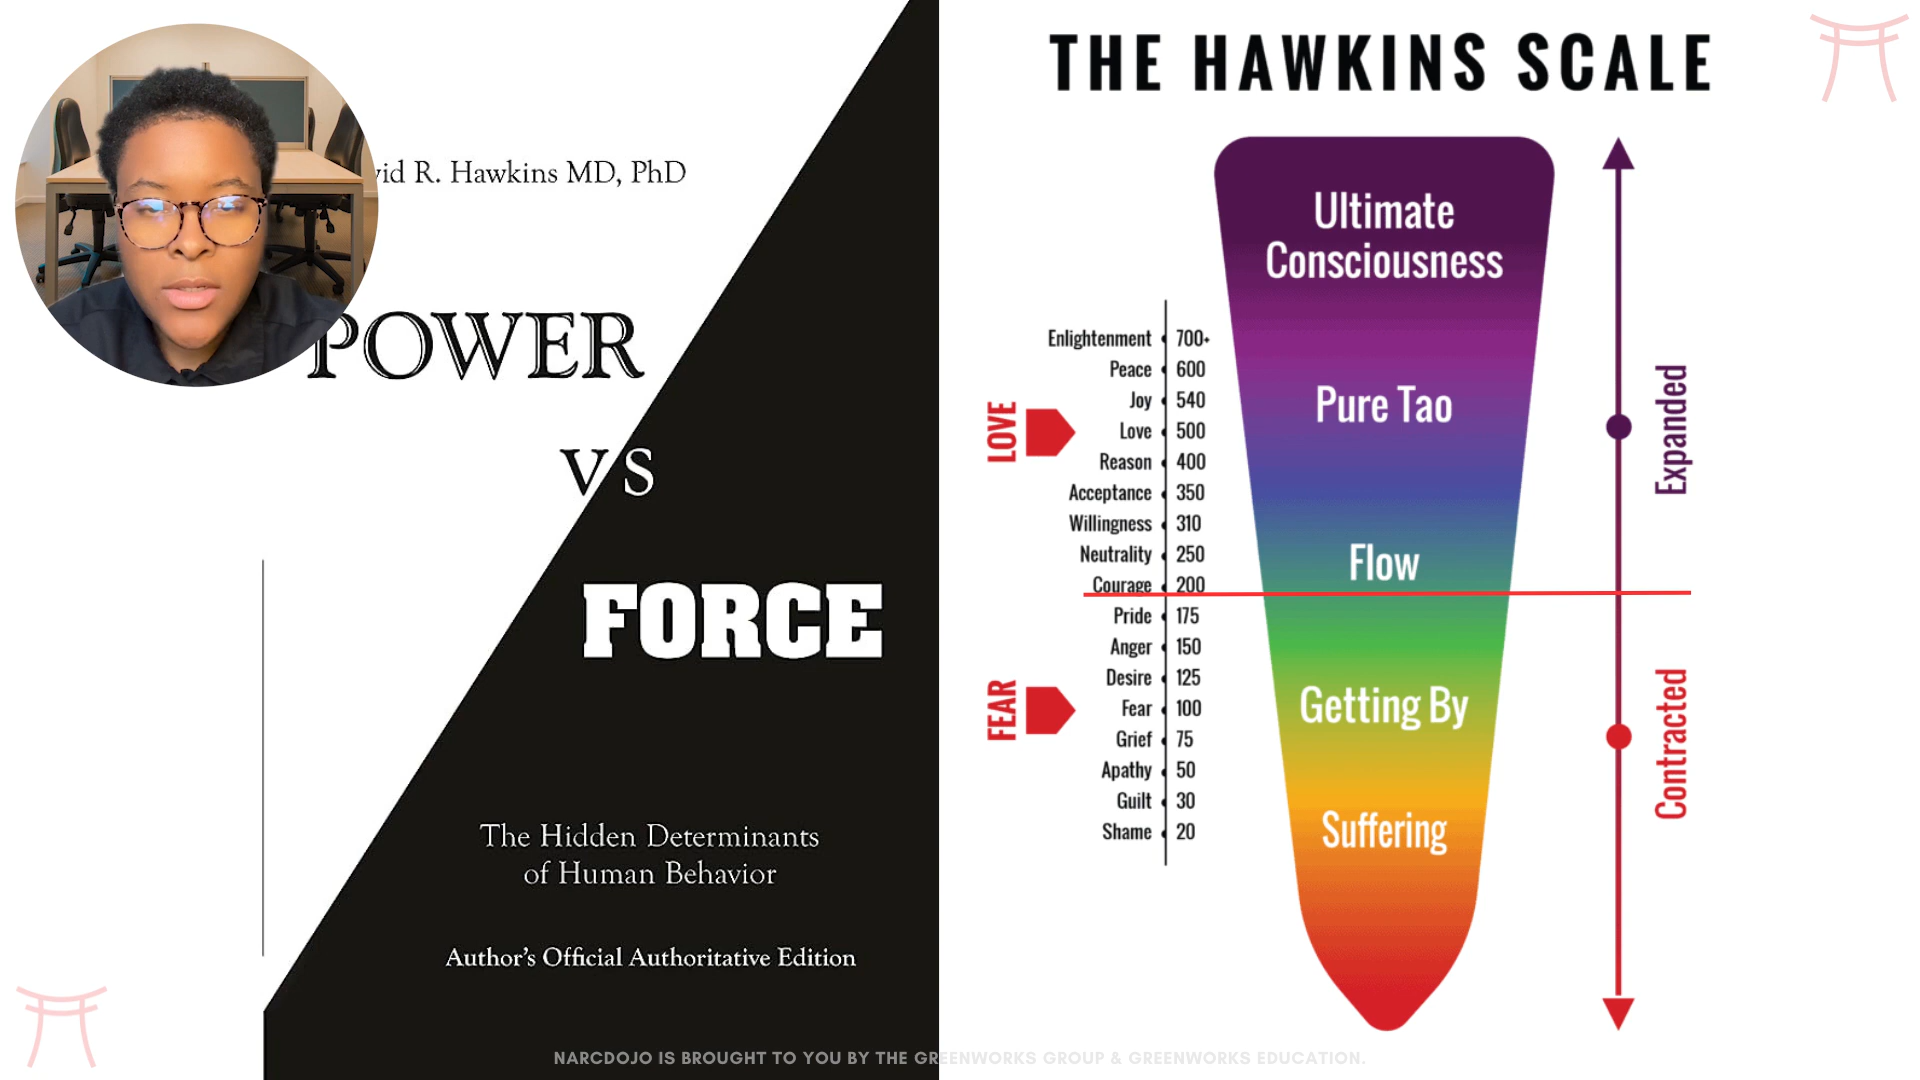 R. Hawkins MD, PhD
POWER
VS
FORCE
The Hidden Determinants
of Human Behavior
Author's Official Authoritative Edition
THE HAWKINS SCALE
Ultimate
Consciousness
Pure Tao
Flow
Getting By
Suffering
Enlightenment 700+
Peace 600
Joy 540
Love 500
Reason 400
Acceptance 350
Willingness 310
Neutrality 250
Courage 200
Pride 175
Anger 150
Desire 125
Fear 100
Grief 75
Apathy 50
Guilt 30
Shame 20
LOVE
FEAR
Expanded
Contracted
NARCDOJO IS BROUGHT TO YOU BY THE GREENWORKS GROUP & GREENWORKS EDUCATION.